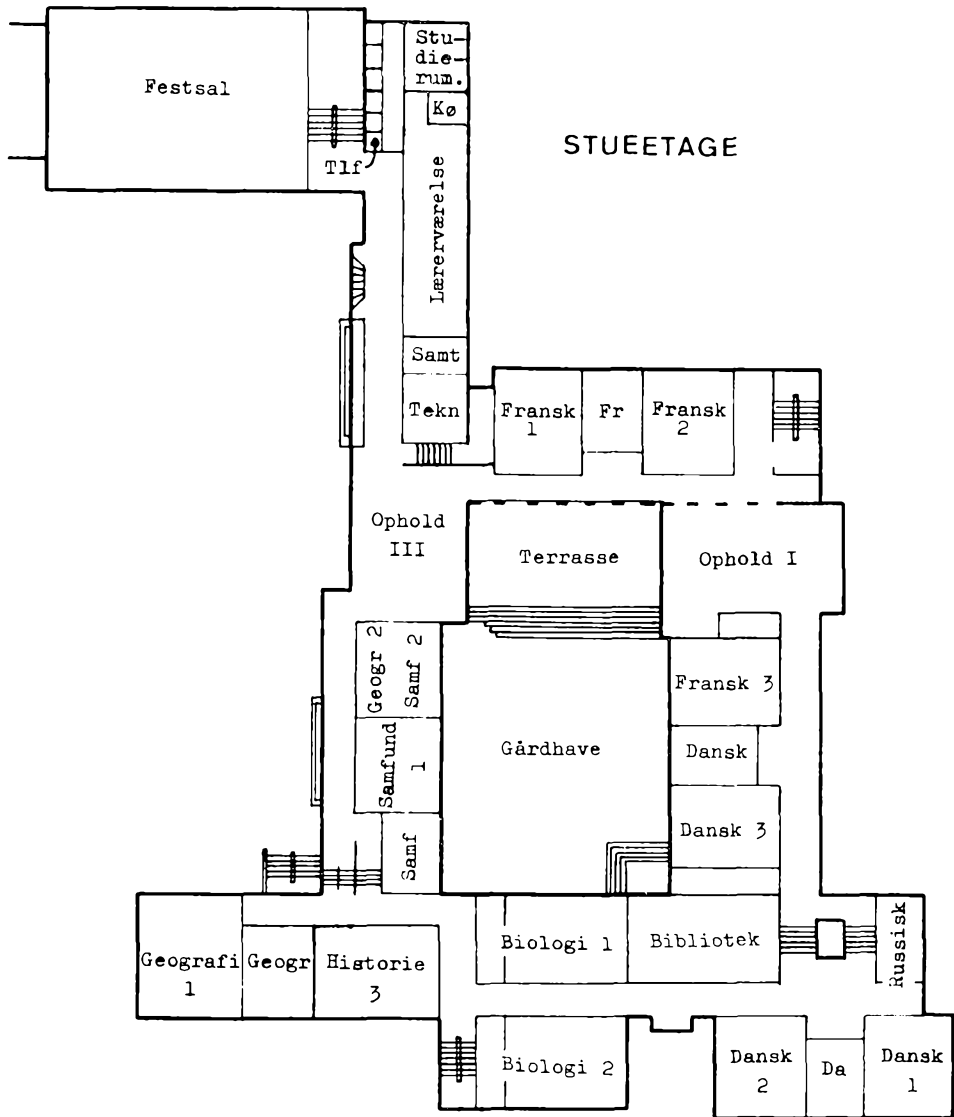 Stu-
die-
rum.
Festsal
Kø
STUEETAGE
Tlf
Lærerværelse
Samt
Tekn
Fransk
1
Fr
Fransk
2
Ophold
III
Terrasse
Ophold I
Geogr 2
Samf 2
Fransk 3
Samfund
1
Gårdhave
Dansk
Dansk 3
Samf
Geografi
1
Geogr
Historie
3
Biologi 1
Bibliotek
Russisk
Biologi 2
Dansk
2
Da
Dansk
1